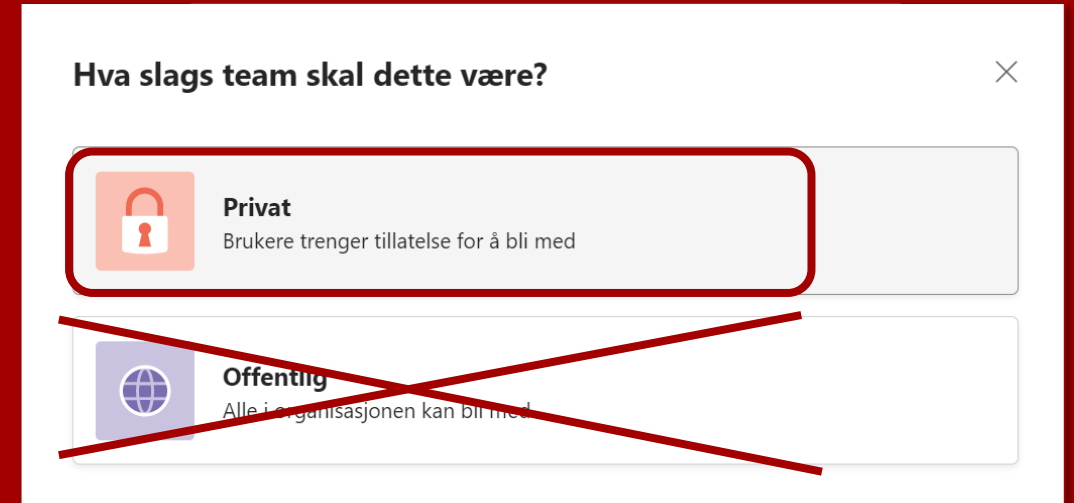 Hva slags team skal dette være?
Privat
Brukere trenger tillatelse for å bli med
Offentlig
Alle i organisasjonen kan bli med